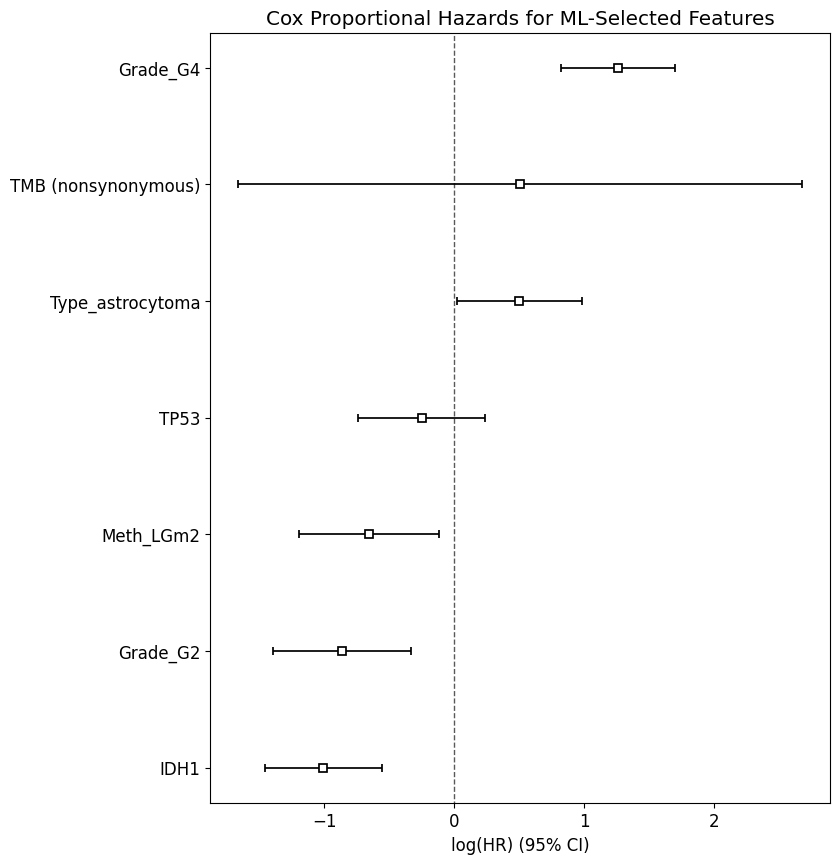 Cox Proportional Hazards for ML-Selected Features
Grade_G4
TMB (nonsynonymous)
Type_astrocytoma
TP53
Meth_LGm2
Grade_G2
IDH1
−1 0 1 2
log(HR) (95% CI)